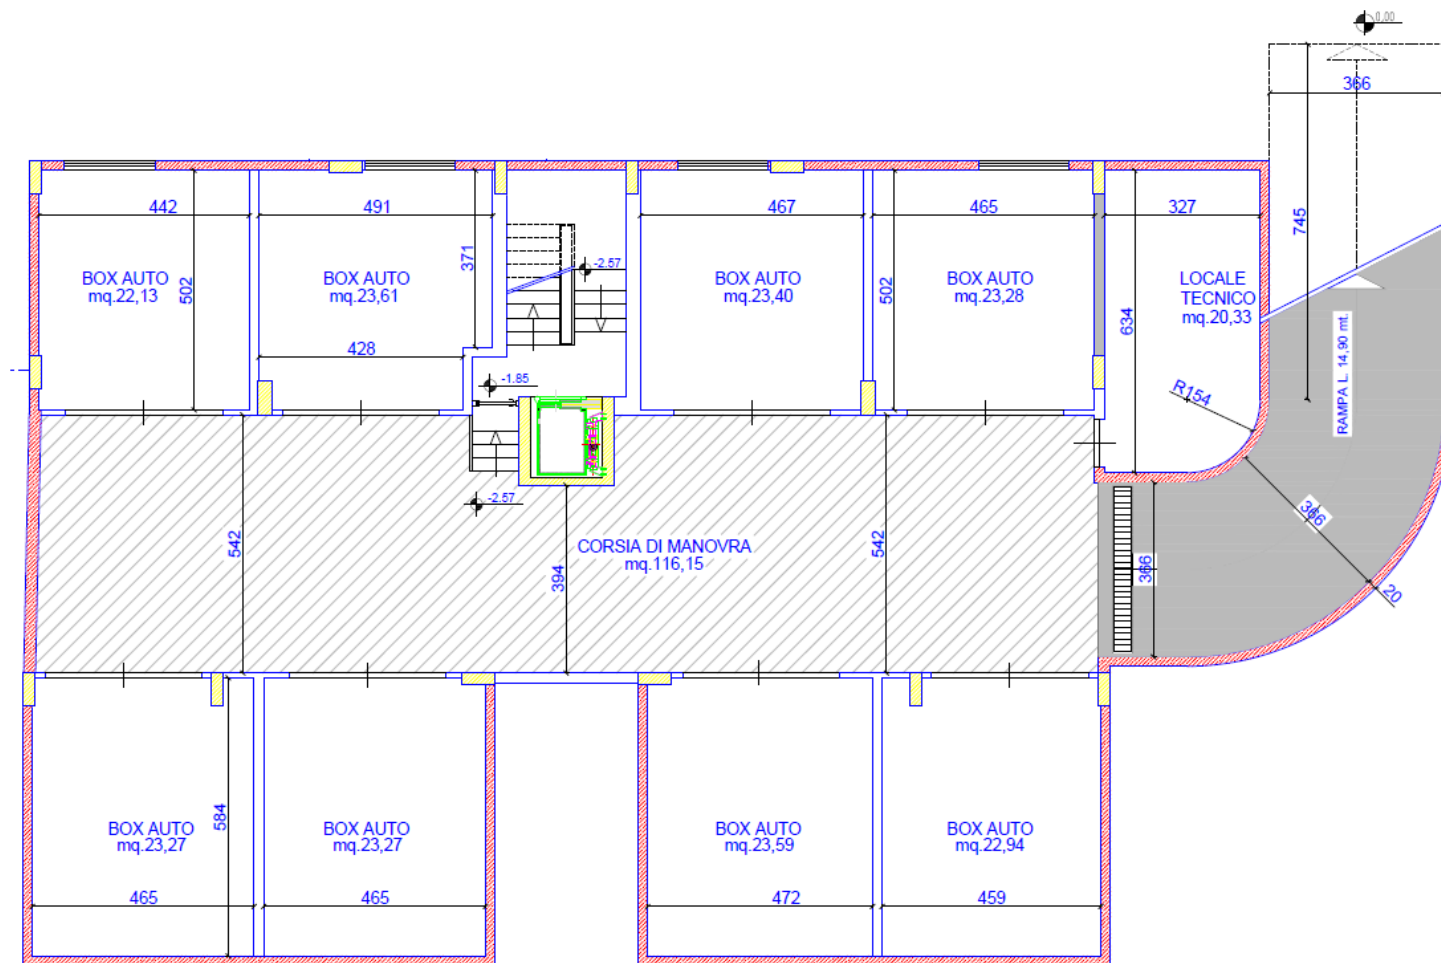 0,00
366
442
491
467
465
327
745
371
-2.57
BOX AUTO
mq.22,13
502
BOX AUTO
mq.23,61
BOX AUTO
mq.23,40
502
BOX AUTO
mq.23,28
LOCALE
TECNICO
mq.20,33
634
428
RAMPA L. 14,90 mt.
-1.85
R154
-2.57
366
542
CORSIA DI MANOVRA
mq.116,15
394
542
366
20
584
BOX AUTO
mq.23,27
BOX AUTO
mq.23,27
BOX AUTO
mq.23,59
BOX AUTO
mq.22,94
465
465
472
459